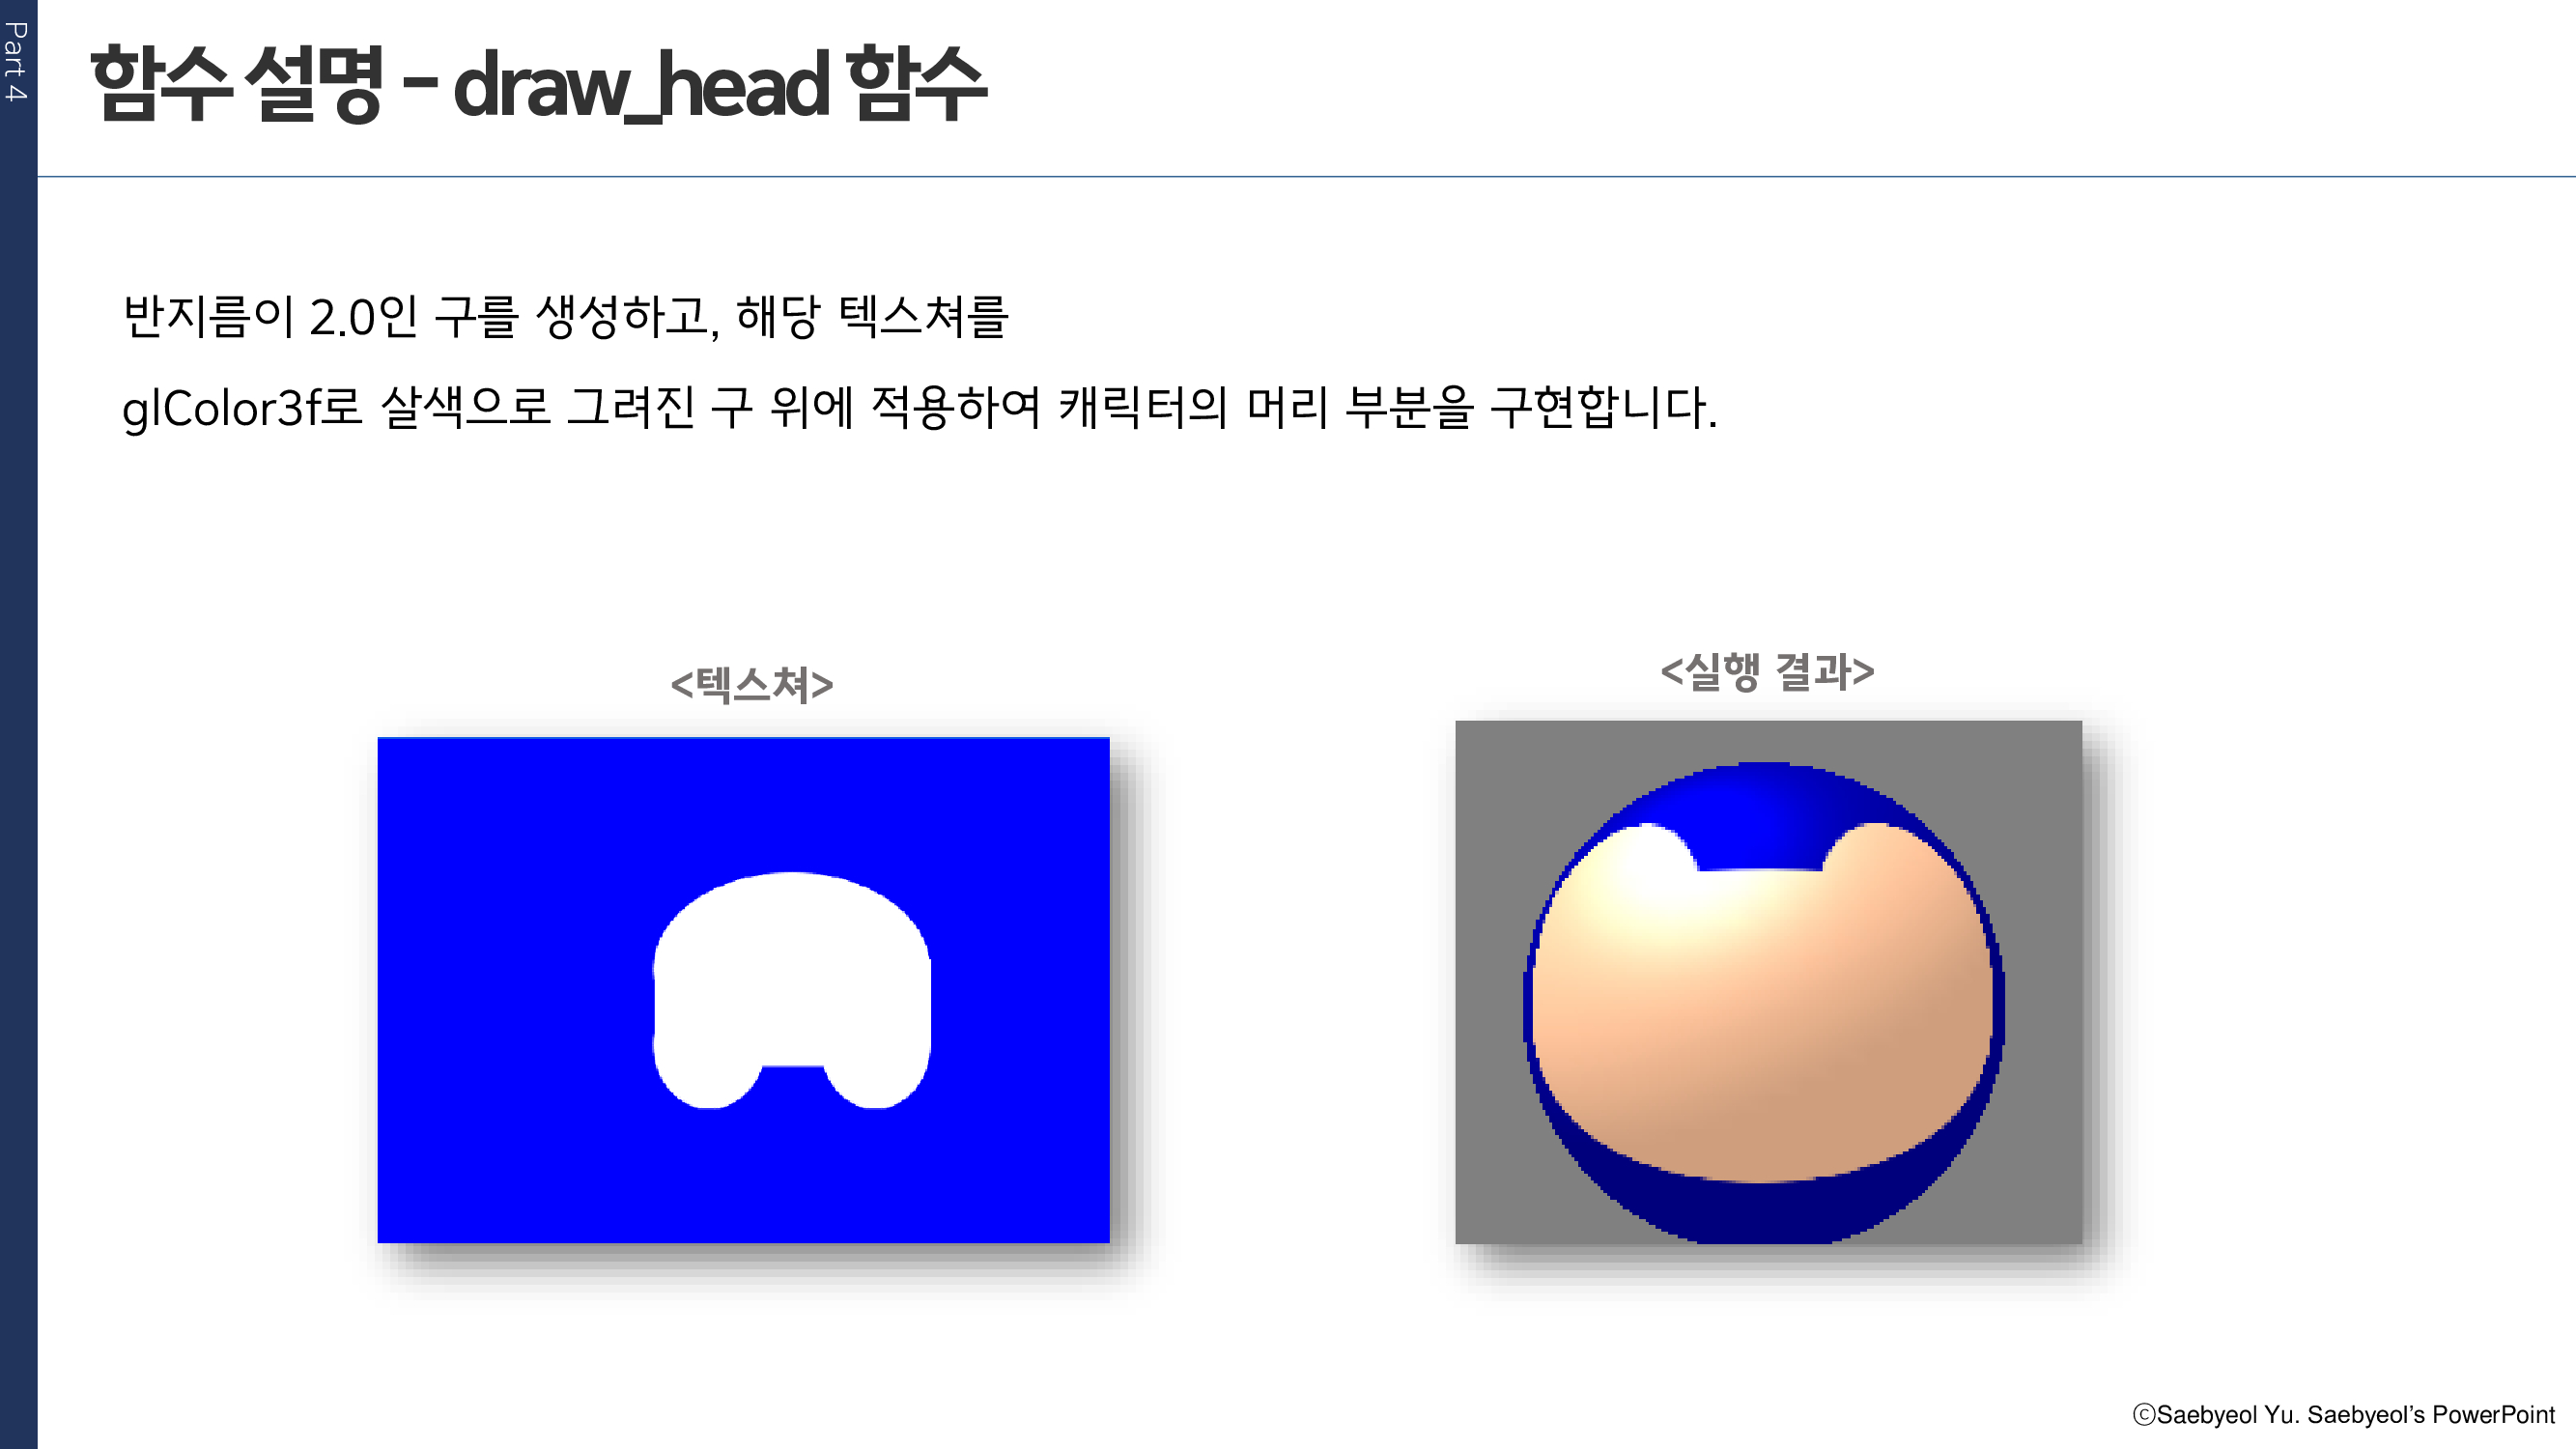 Part 4
함수 설명 - draw_head 함수
반지름이 2.0인 구를 생성하고, 해당 텍스쳐를
glColor3f로 살색으로 그려진 구 위에 적용하여 캐릭터의 머리 부분을 구현합니다.
<텍스쳐>
<실행 결과>
ⓒSaebyeol Yu. Saebyeol’s PowerPoint